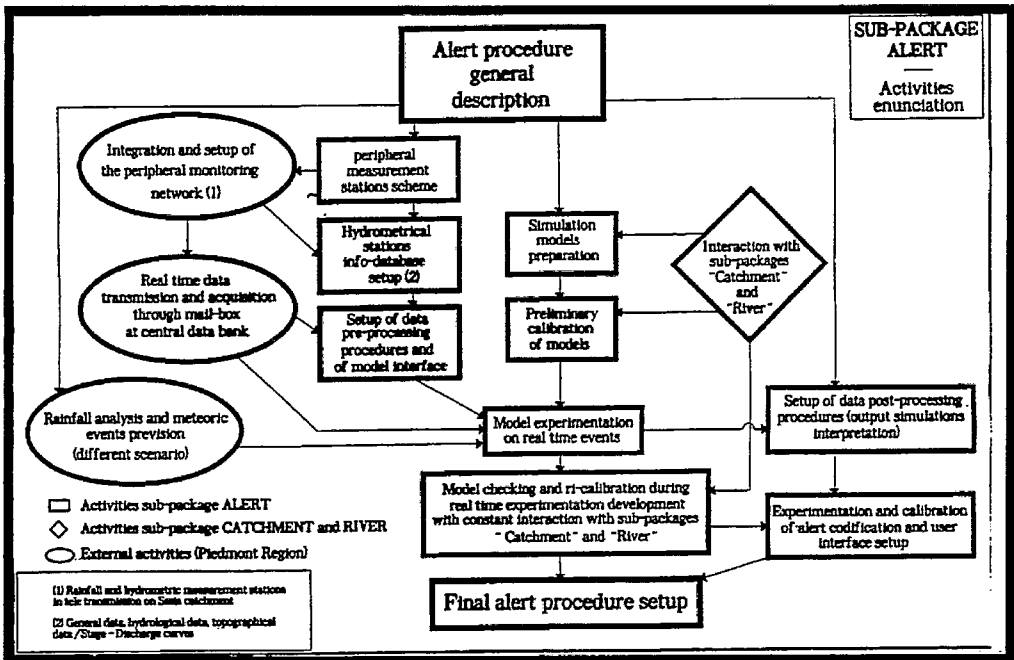 Alert procedure
general
description
SUB-PACKAGE
ALERT
Activities
enunciation
Integration and setup of
the peripheral monitoring
network (1)
peripheral
measurement
stations scheme
Hydrometrical
stations
info-database
setup (2)
Simulation
models
preparation
Interaction with
sub-packages
"Catchment"
and
"River"
Real time data
transmission and acquisition
through mail-box
at central data bank
Setup of data
pre-processing
procedures and
of model interface
Preliminary
calibration
of models
Rainfall analysis and meteoric
events prevision
(different scenario)
Model experimentation
on real time events
Setup of data post-processing
procedures (output simulations
interpretation)
Model checking and ri-calibration during
real time experimentation development
with constant interaction with sub-packages
"Catchment" and "River"
Experimentation and calibration
of alert codification and user
interface setup
Final alert procedure setup
Activities sub-package ALERT
Activities sub-package CATCHMENT and RIVER
External activities (Piedmont Region)
(1) Rainfall and hydrometric measurement stations
in tele transmission on Sesia catchment
(2) General data, hydrological data, topographical
data /Stage - Discharge curves